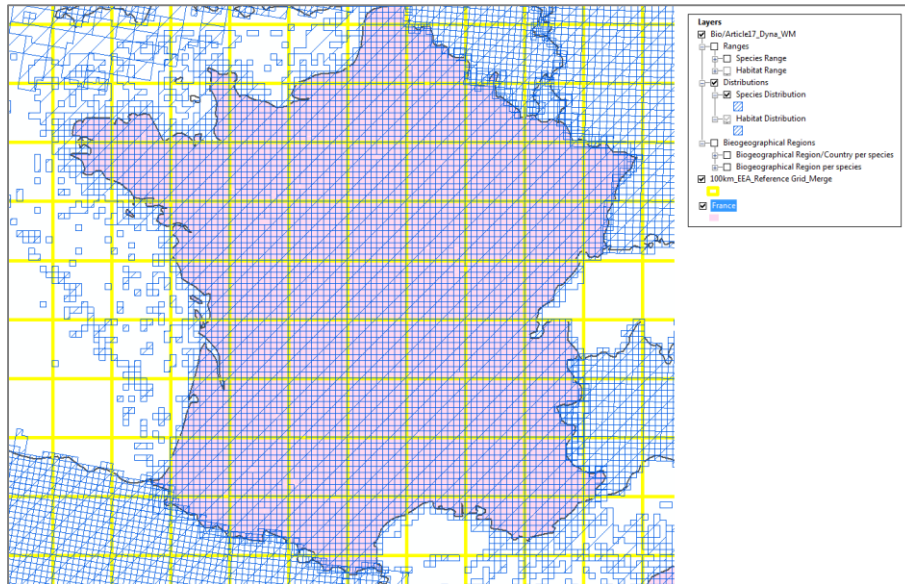 Layers
Bio/Article17_Dyna_WM
Ranges
Species Range
Habitat Range
Distributions
Species Distribution
Habitat Distribution
Bieogeographical Regions
Biogeographical Region/Country per species
Biogeographical Region per species
100km_EEA_Reference Grid_Merge
France